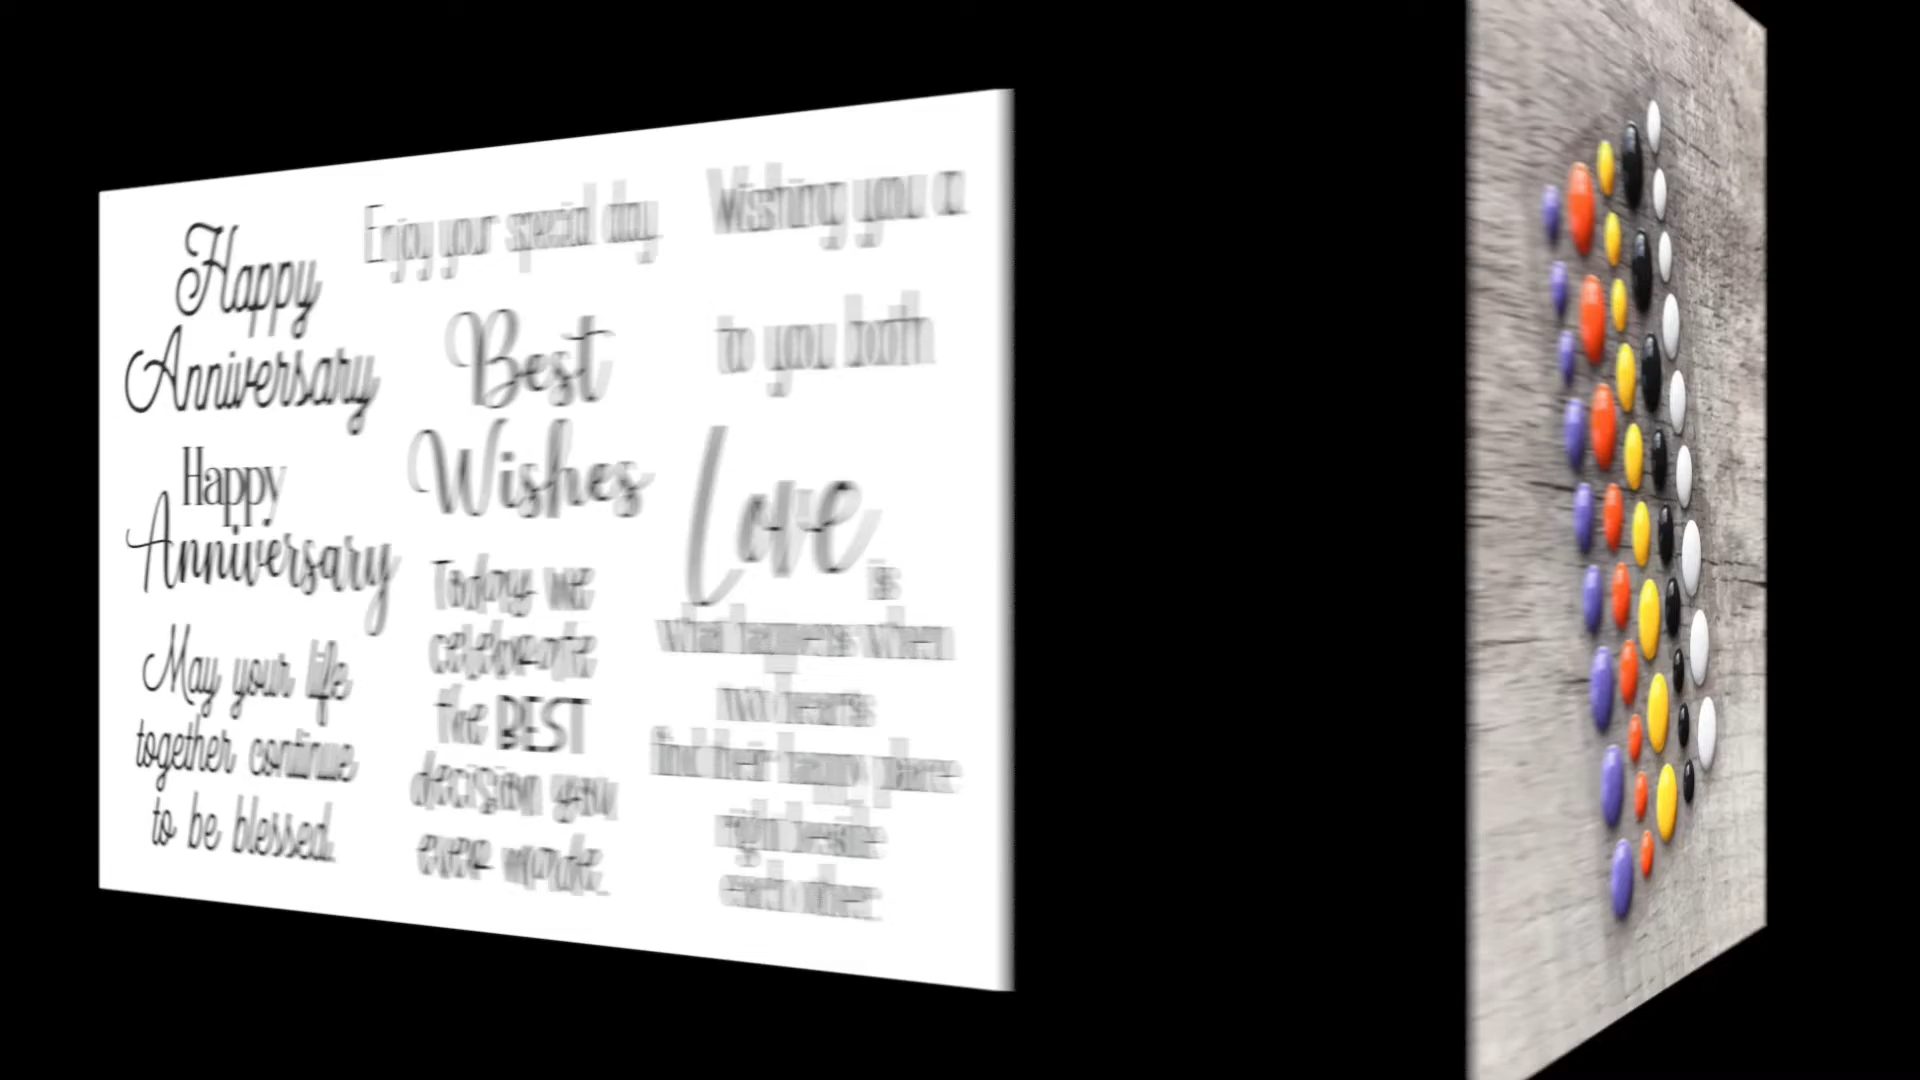 Happy
Anniversary
Happy
Anniversary
May your life
together continue
to be blessed.
Enjoy your special day
Best
Wishes
Today we
celebrate
the BEST
decision you
ever made.
Wishing you a
to you both
Love is
what happens when
two hearts
find their happy place
right beside
each other.